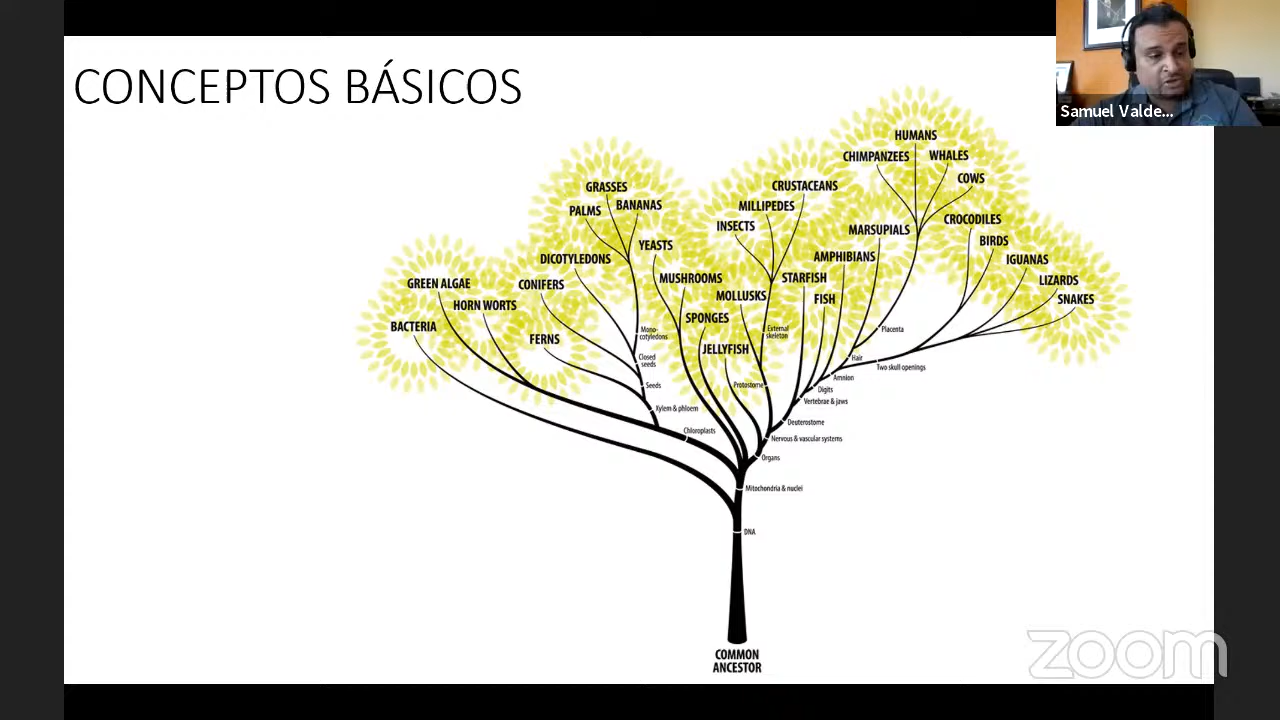 CONCEPTOS BÁSICOS
Samuel Valde...
HUMANS
CHIMPANZEES
WHALES
COWS
GRASSES
CRUSTACEANS
PALMS
BANANAS
MILLIPEDES
INSECTS
CROCODILES
MARSUPIALS
BIRDS
YEASTS
DICOTYLEDONS
AMPHIBIANS
IGUANAS
GREEN ALGAE
CONIFERS
MUSHROOMS
STARFISH
LIZARDS
HORN WORTS
MOLLUSKS
FISH
SNAKES
BACTERIA
SPONGES
FERNS
JELLYFISH
Mono-
cotyledons
External
skeleton
Placenta
Closed
seeds
Hair
Two skull openings
Amnion
Seeds
Protostome
Digits
Vertebrae & jaws
Xylem & phloem
Deuterostome
Chloroplasts
Nervous & vascular systems
Organs
Mitochondria & nuclei
DNA
COMMON
ANCESTOR
zoom